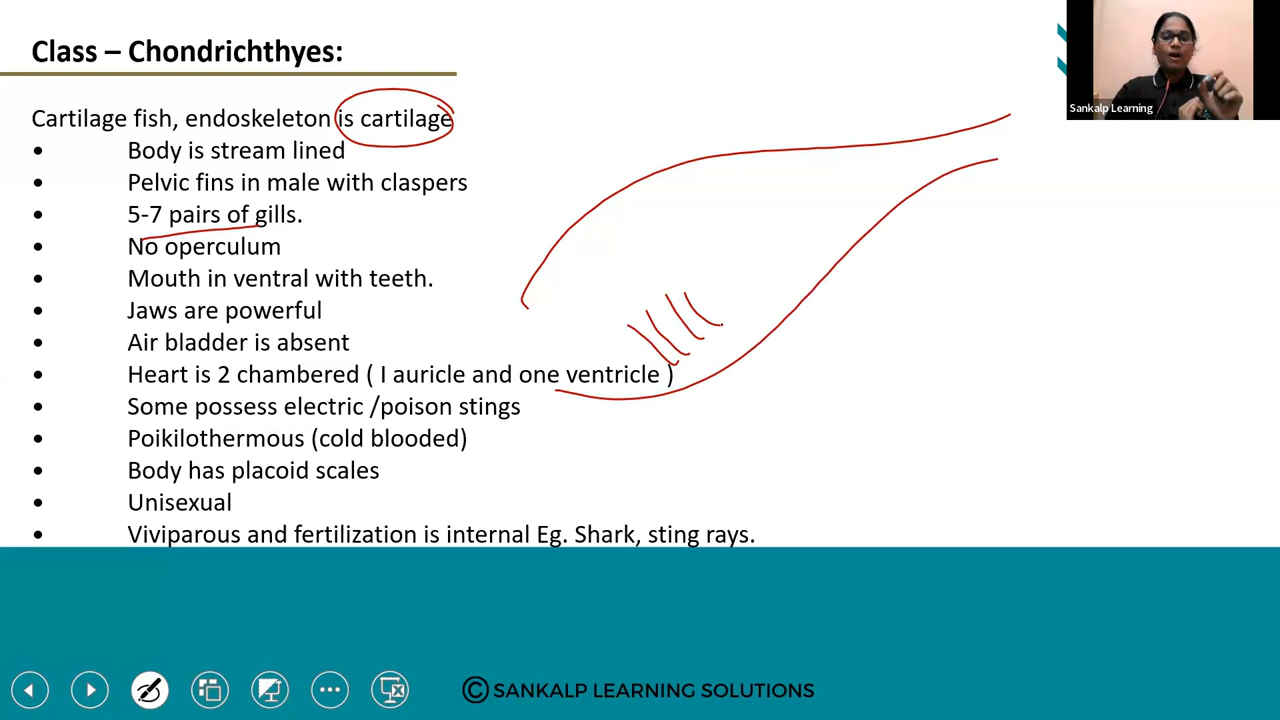 Class – Chondrichthyes:
Sankalp Learning
Cartilage fish, endoskeleton is cartilage
• Body is stream lined
• Pelvic fins in male with claspers
• 5-7 pairs of gills.
• No operculum
• Mouth in ventral with teeth.
• Jaws are powerful
• Air bladder is absent
• Heart is 2 chambered ( I auricle and one ventricle )
• Some possess electric /poison stings
• Poikilothermous (cold blooded)
• Body has placoid scales
• Unisexual
• Viviparous and fertilization is internal Eg. Shark, sting rays.
© SANKALP LEARNING SOLUTIONS